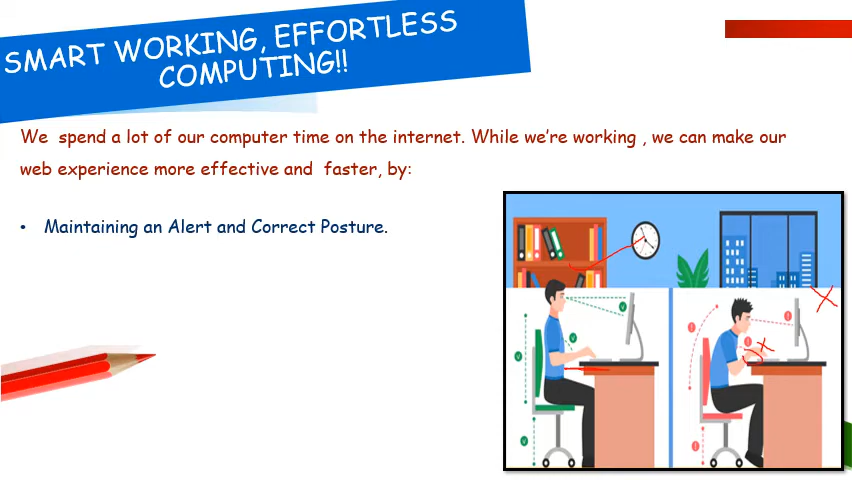 SMART WORKING, EFFORTLESS
COMPUTING!!
We spend a lot of our computer time on the internet. While we're working , we can make our
web experience more effective and faster, by:
• Maintaining an Alert and Correct Posture.